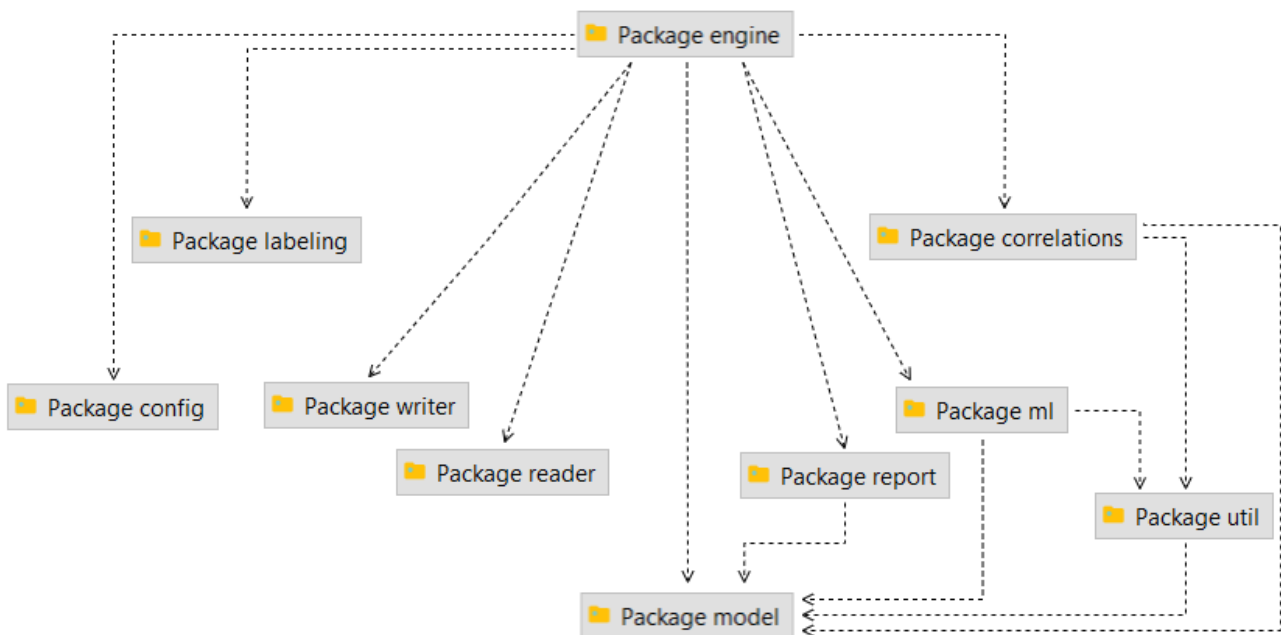 Package engine
Package labeling
Package correlations
Package config
Package writer
Package ml
Package reader
Package report
Package util
Package model